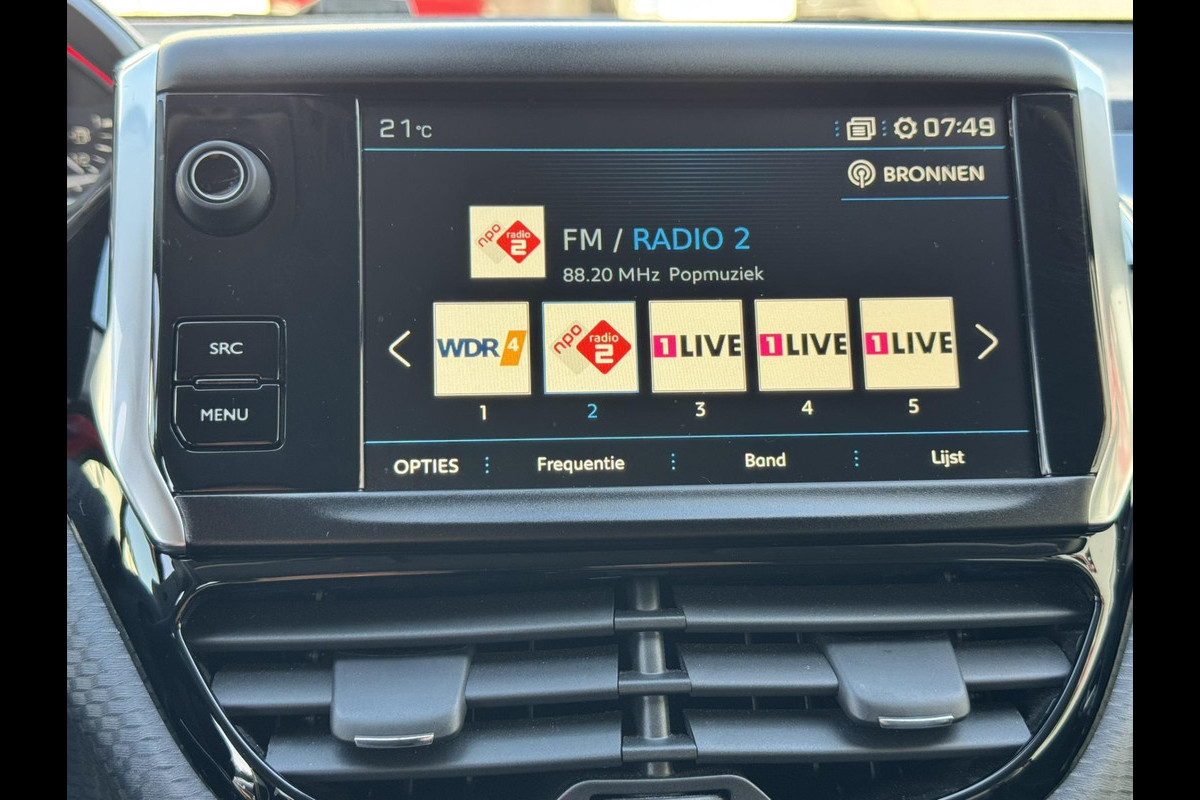 21°C
07:49
BRONNEN
npo radio 2
FM / RADIO 2
88.20 MHz Popmuziek
WDR 4
npo radio 2
1LIVE
1LIVE
1LIVE
1
2
3
4
5
SRC
MENU
OPTIES
Frequentie
Band
Lijst